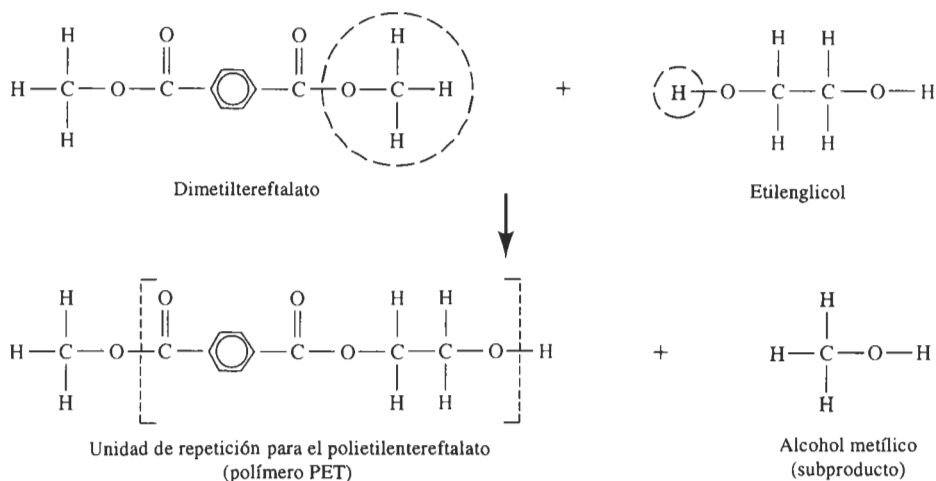 H O O H H H
H—C—O—C—C—O—C—H + H—O—C—C—O—H
H H H H
Dimetiltereftalato
Etilenglicol
H O O H H H
H—C—O—C—C—O—C—C—O—H + H—C—O—H
H H H H
Unidad de repetición para el polietilentereftalato
(polímero PET)
Alcohol metílico
(subproducto)